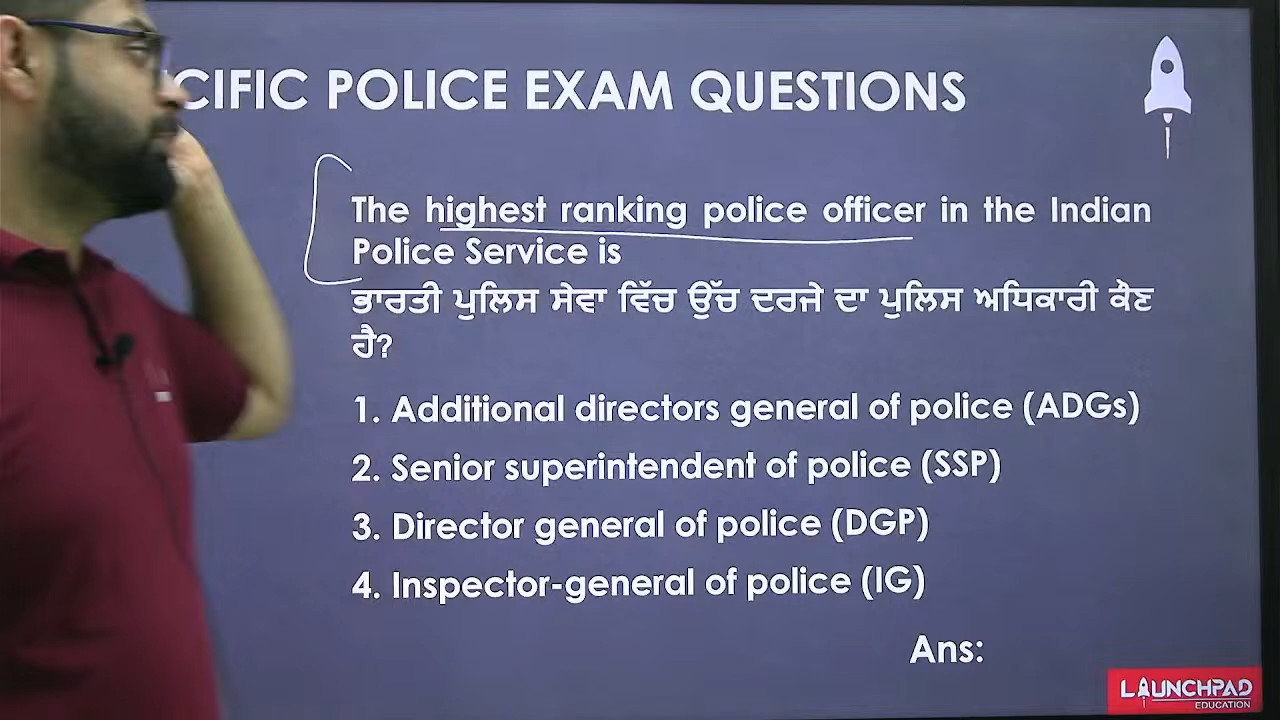 CIFIC POLICE EXAM QUESTIONS
The highest ranking police officer in the Indian
Police Service is
ਭਾਰਤੀ ਪੁਲਿਸ ਸੇਵਾ ਵਿੱਚ ਉੱਚ ਦਰਜੇ ਦਾ ਪੁਲਿਸ ਅਧਿਕਾਰੀ ਕੌਣ
ਹੈ?
1. Additional directors general of police (ADGs)
2. Senior superintendent of police (SSP)
3. Director general of police (DGP)
4. Inspector-general of police (IG)
Ans:
LAUNCHPAD
EDUCATION